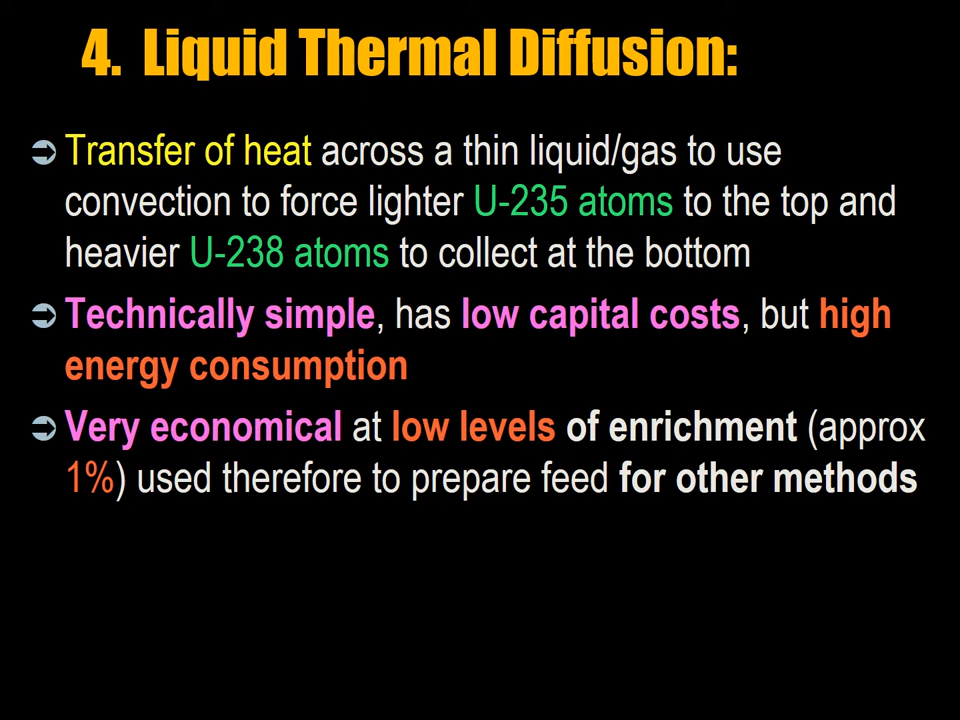 4. Liquid Thermal Diffusion:
Transfer of heat across a thin liquid/gas to use
convection to force lighter U-235 atoms to the top and
heavier U-238 atoms to collect at the bottom
Technically simple, has low capital costs, but high
energy consumption
Very economical at low levels of enrichment (approx
1%) used therefore to prepare feed for other methods